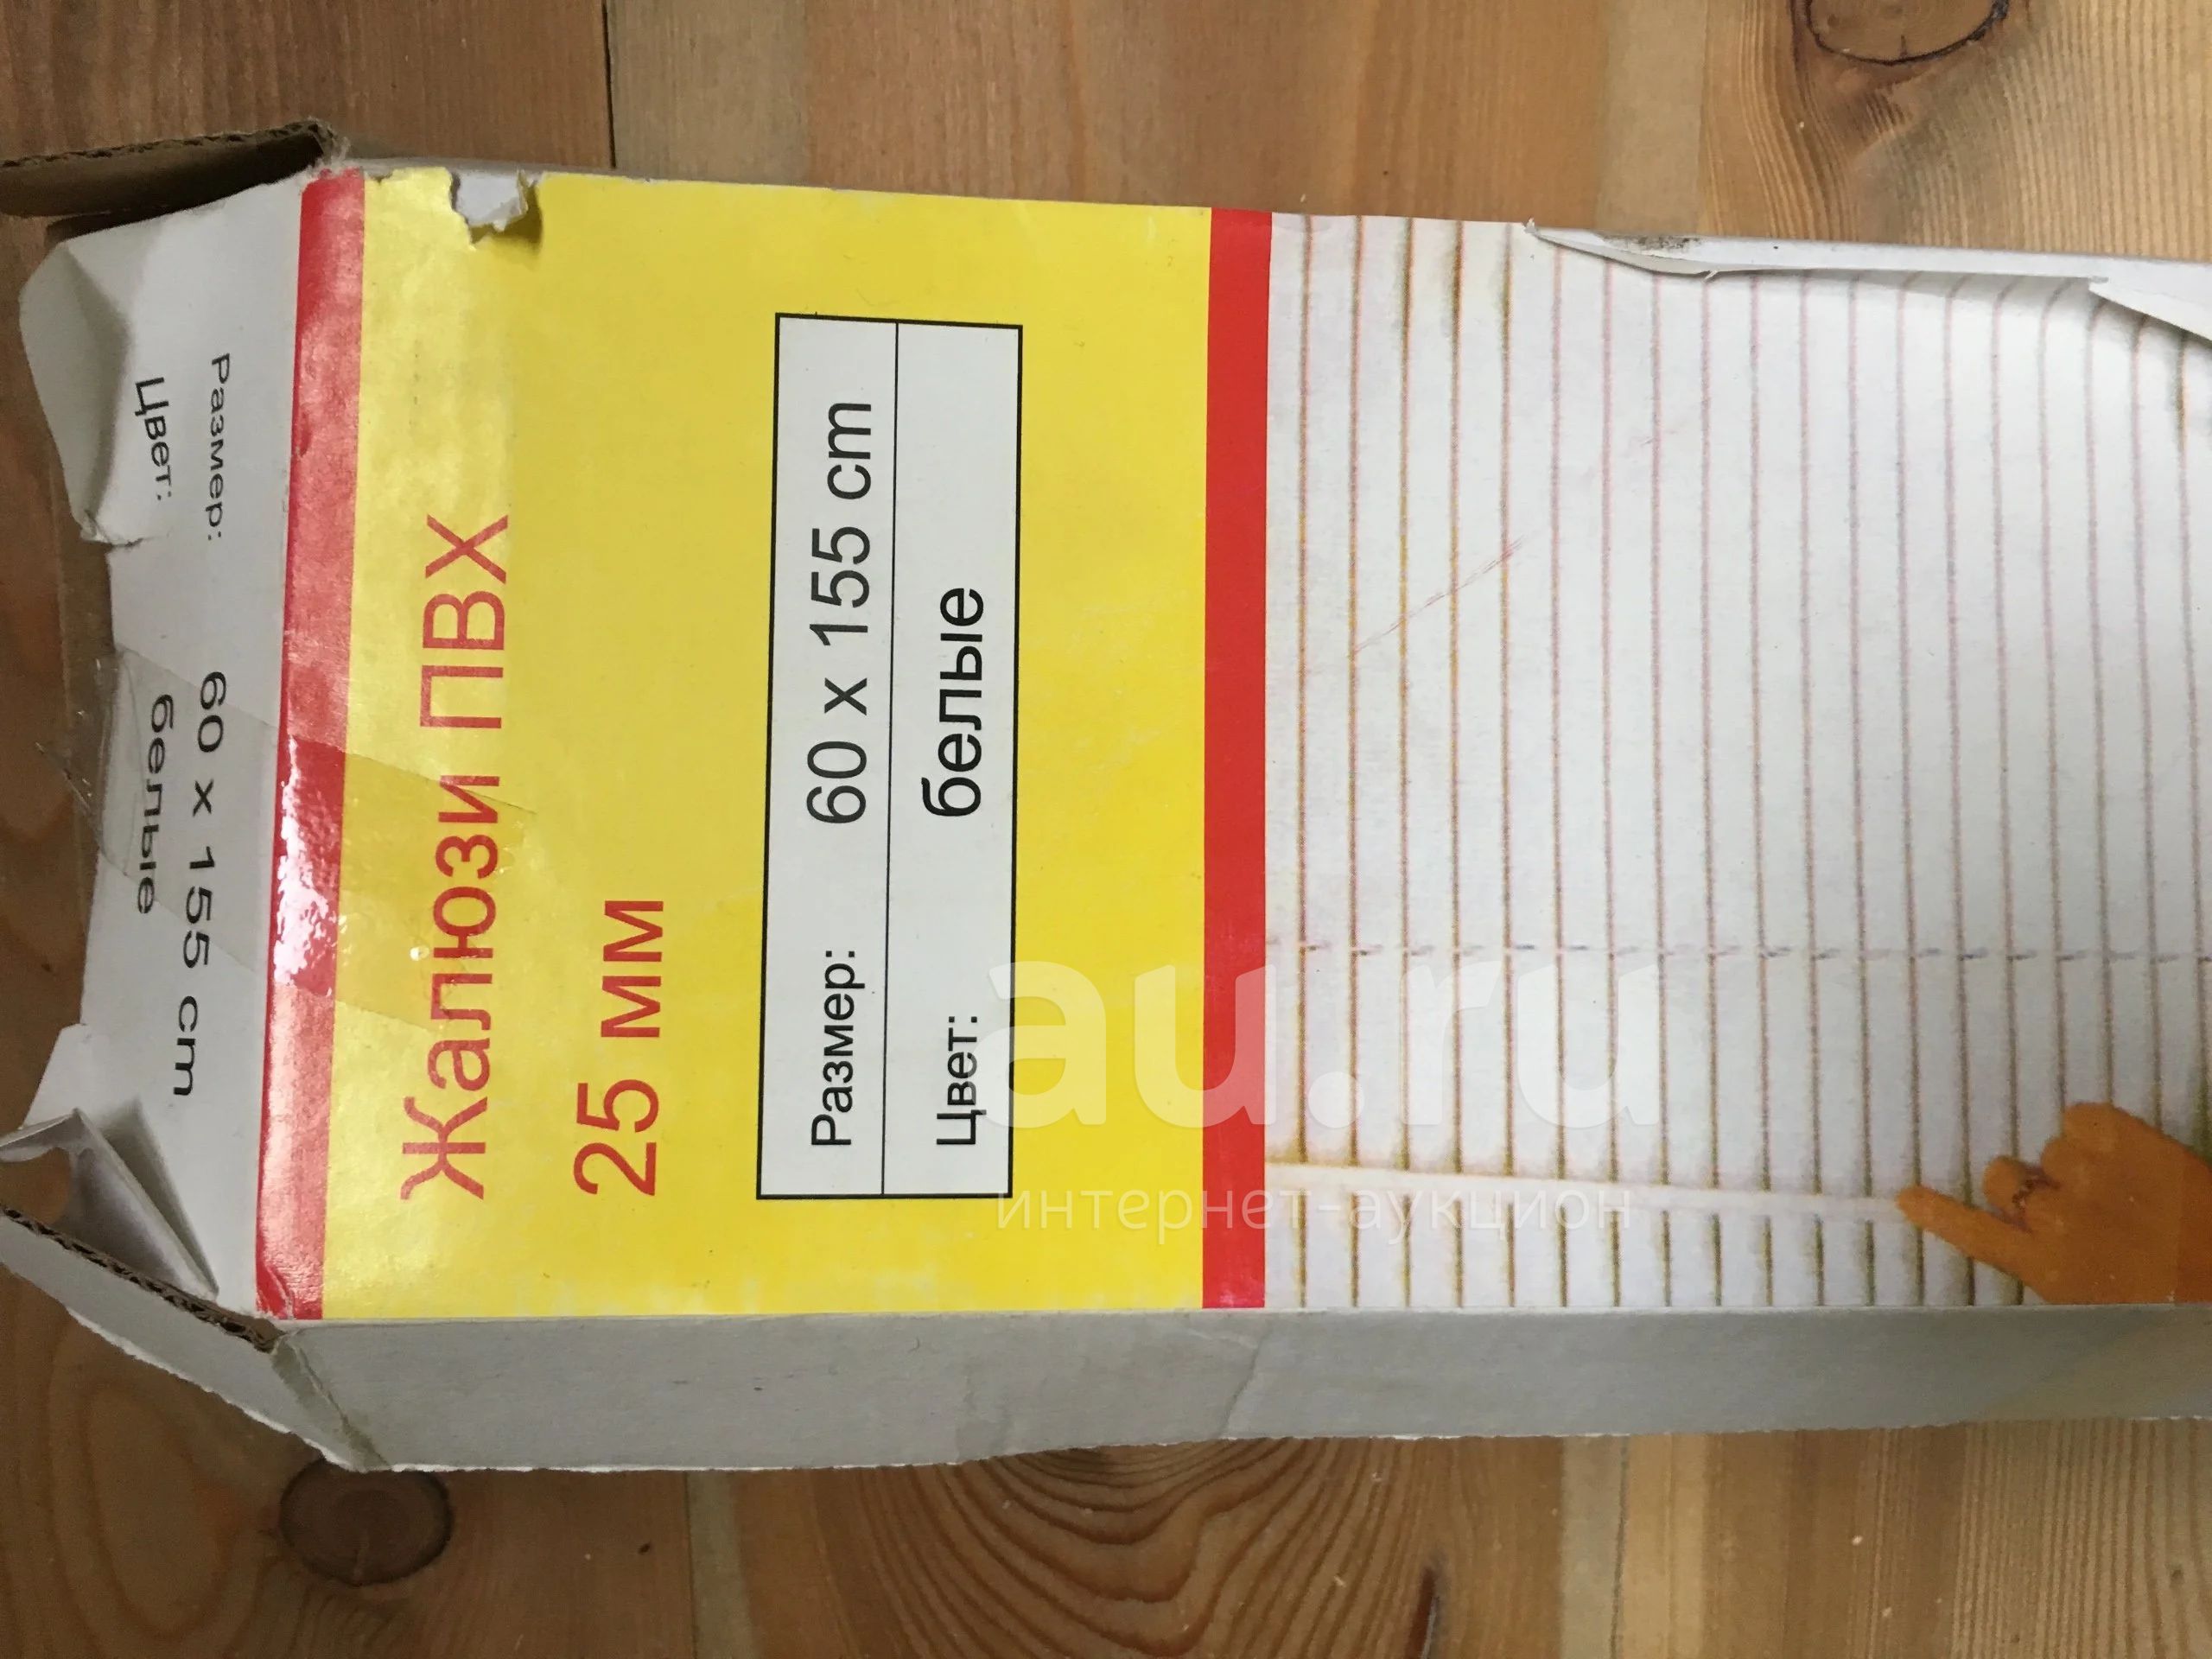 Жалюзи ПВХ
25 мм
Размер: 60 x 155 cm
Цвет: белые
Размер: 60 x 155 cm
Цвет: белые
au.ru
интернет-аукцион